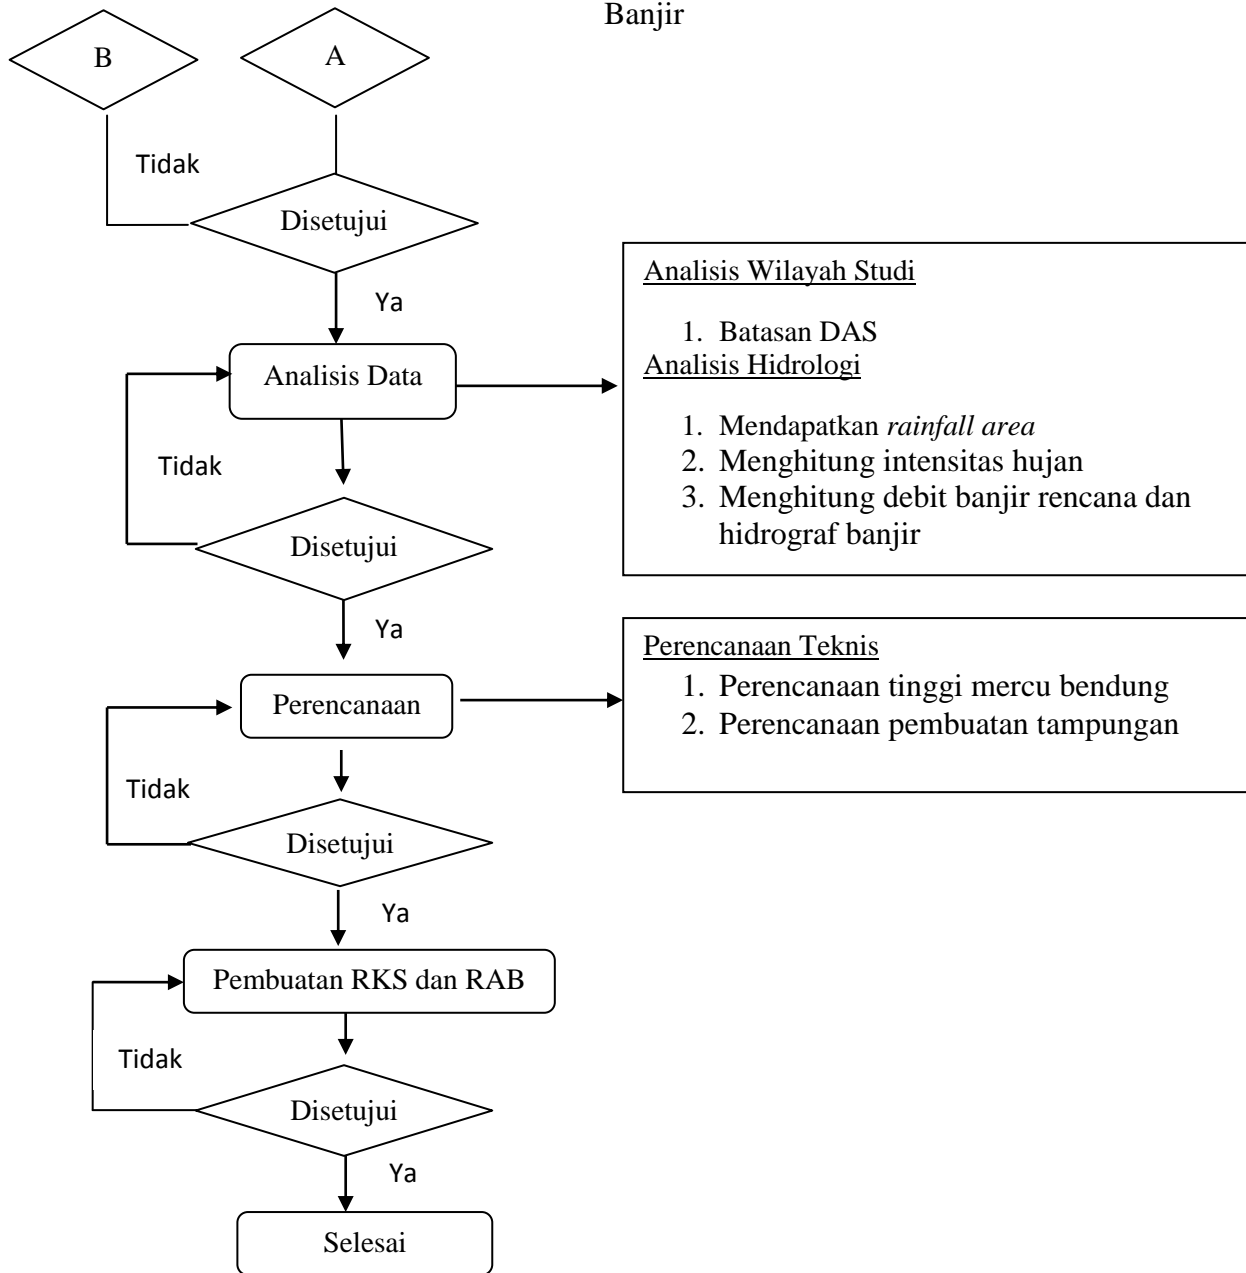 Banjir
B
A
Tidak
Disetujui
Ya
Analisis Data
Analisis Wilayah Studi
1. Batasan DAS
Analisis Hidrologi
1. Mendapatkan rainfall area
2. Menghitung intensitas hujan
3. Menghitung debit banjir rencana dan
hidrograf banjir
Tidak
Disetujui
Ya
Perencanaan
Perencanaan Teknis
1. Perencanaan tinggi mercu bendung
2. Perencanaan pembuatan tampungan
Tidak
Disetujui
Ya
Pembuatan RKS dan RAB
Tidak
Disetujui
Ya
Selesai